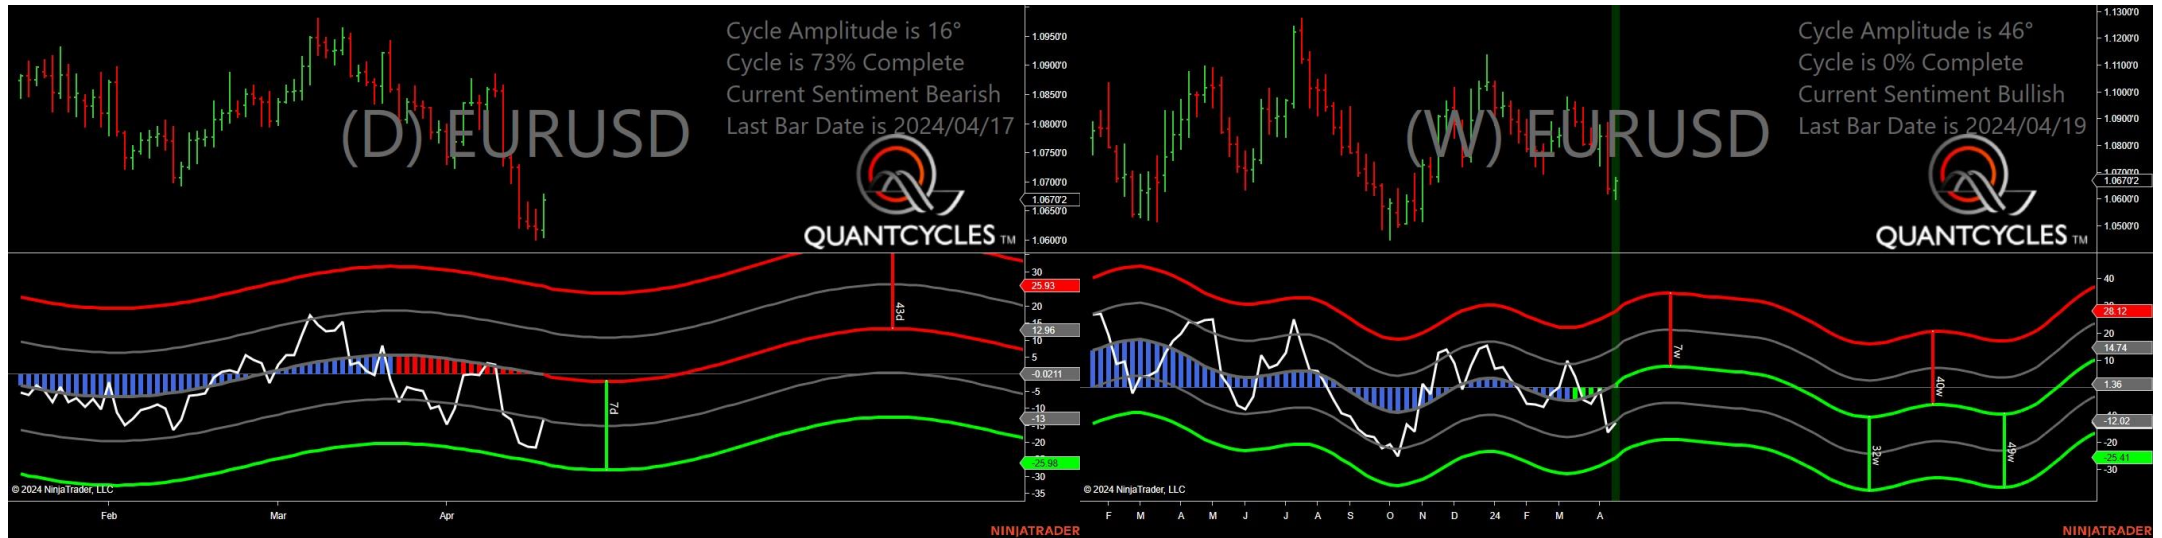 Cycle Amplitude is 16°
Cycle is 73% Complete
Current Sentiment Bearish
Last Bar Date is 2024/04/17
(D) EURUSD
QUANTCYCLES TM
1.0950'0
1.0900'0
1.0850'0
1.0800'0
1.0750'0
1.0700'0
1.0670'2
1.0650'0
1.0600'0
30
25.93
20
15
12.96
10
5
-0.0211
-5
-10
-13
-15
-20
-25.98
-30
-35
43d
7d
© 2024 NinjaTrader, LLC
Feb
Mar
Apr
NINJATRADER
Cycle Amplitude is 46°
Cycle is 0% Complete
Current Sentiment Bullish
Last Bar Date is 2024/04/19
(W) EURUSD
QUANTCYCLES TM
1.1300'0
1.1200'0
1.1100'0
1.1000'0
1.0900'0
1.0800'0
1.0700'0
1.0670'2
1.0600'0
1.0500'0
40
28.12
20
14.74
10
1.36
-12.02
-20
-25.41
-30
7w
40w
32w
49w
© 2024 NinjaTrader, LLC
F M A M J J A S O N D 24 F M A
NINJATRADER